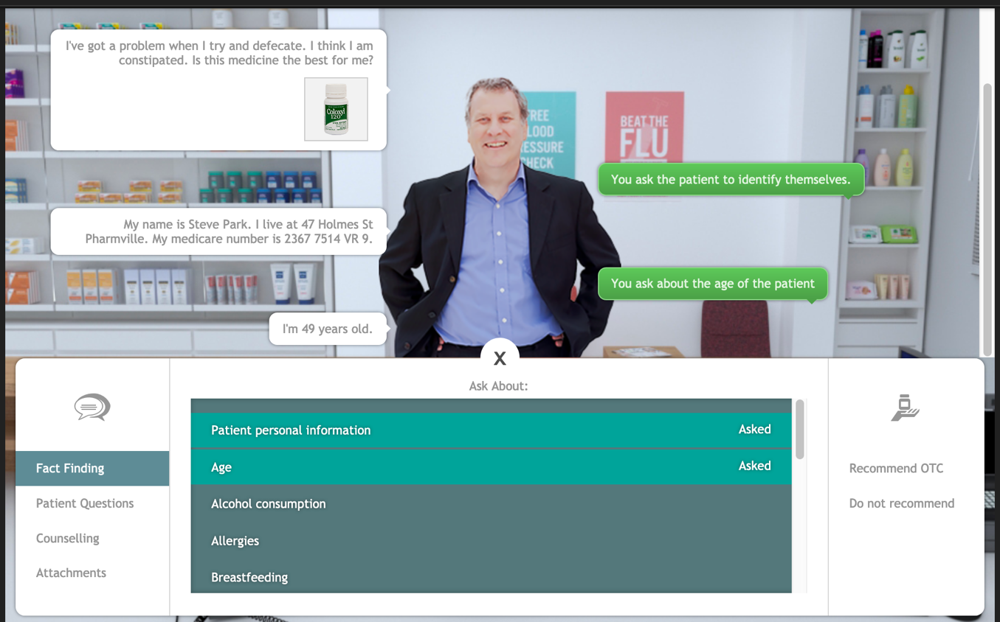 I've got a problem when I try and defecate. I think I am
constipated. Is this medicine the best for me?
Coloxyl
120
FREE
BLOOD
PRESSURE
CHECK
BEAT THE
FLU
You ask the patient to identify themselves.
My name is Steve Park. I live at 47 Holmes St
Pharmville. My medicare number is 2367 7514 VR 9.
You ask about the age of the patient
I'm 49 years old.
X
Ask About:
Patient personal information Asked
Age Asked
Alcohol consumption
Allergies
Breastfeeding
Fact Finding
Patient Questions
Counselling
Attachments
Recommend OTC
Do not recommend